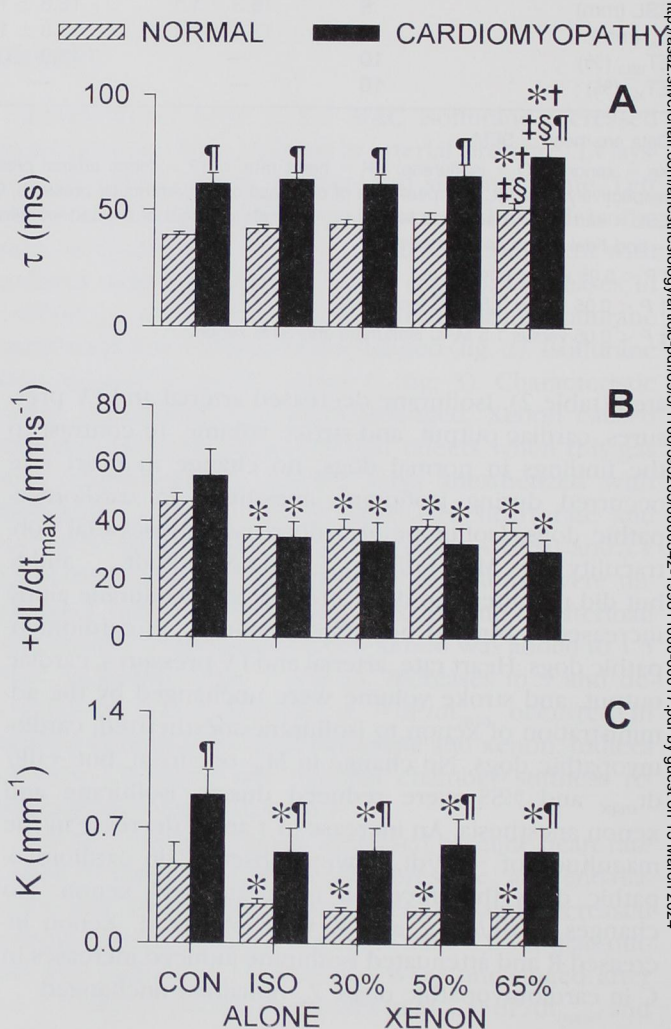 NORMAL CARDIOMYOPATHY
A
100
50
0
τ (ms)
¶ ¶ ¶ ¶ *† ‡§ *† ‡§¶
B
80
60
40
20
0
+dL/dtmax (mm·s⁻¹)
* * * * * * * *
C
1.4
0.7
0.0
K (mm⁻¹)
¶ * *¶ * *¶ * *¶ * *¶
CON ISO 30% 50% 65%
ALONE XENON